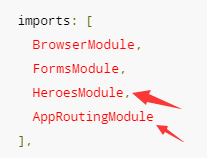 imports: [
BrowserModule,
FormsModule,
HeroesModule,
AppRoutingModule
],